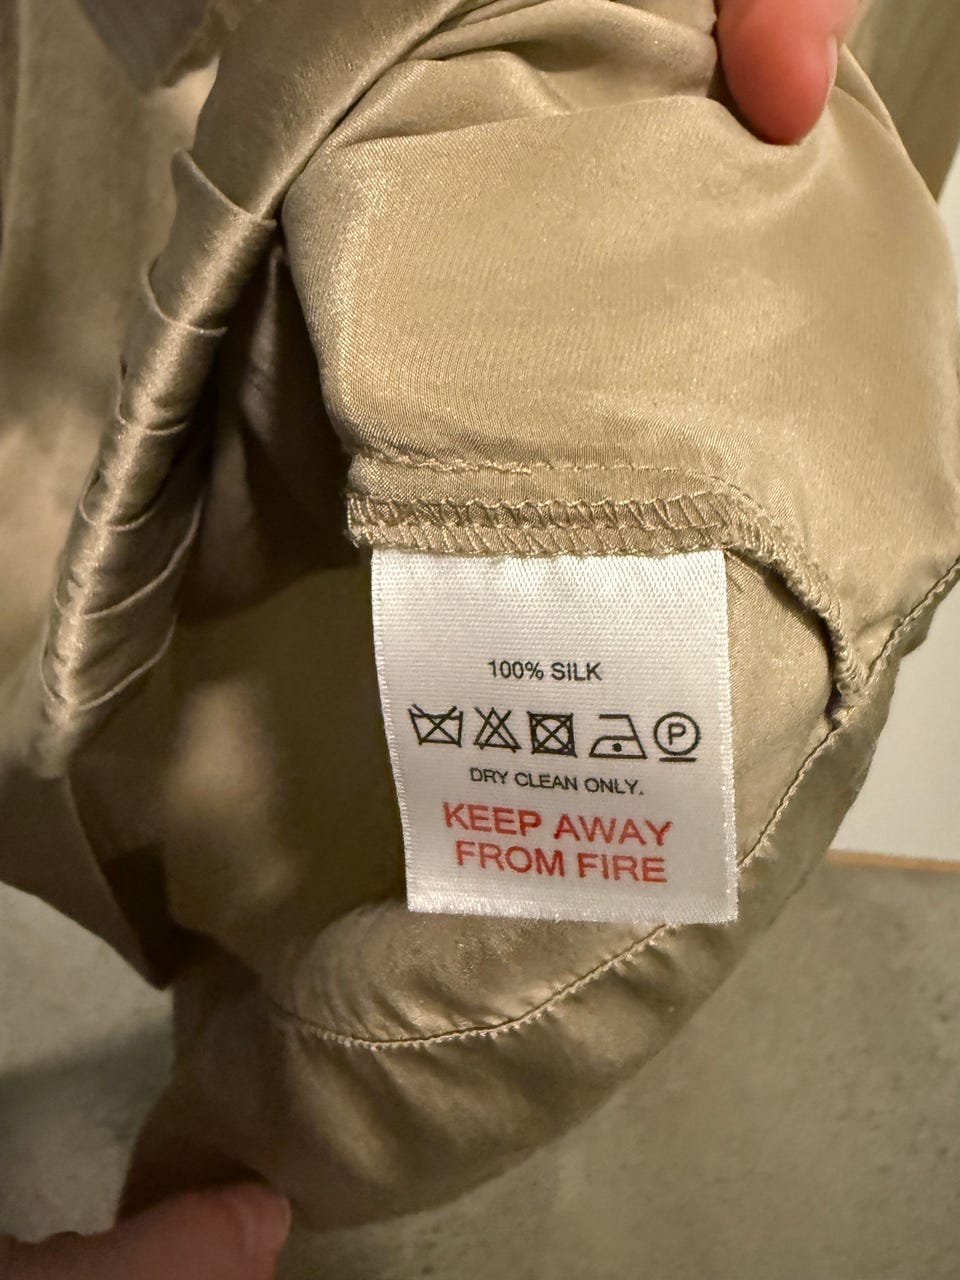 100% SILK
P
DRY CLEAN ONLY.
KEEP AWAY
FROM FIRE